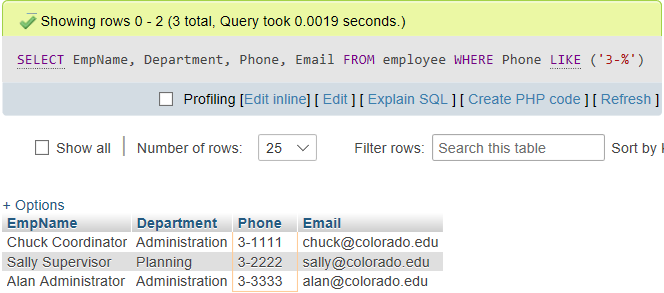 Showing rows 0 - 2 (3 total, Query took 0.0019 seconds.)
SELECT EmpName, Department, Phone, Email FROM employee WHERE Phone LIKE ('3-%')
Profiling [Edit inline] [ Edit ] [ Explain SQL ] [ Create PHP code ] [ Refresh ]
Show all | Number of rows: 25 Filter rows: Search this table Sort by
+ Options
EmpName Department Phone Email
Chuck Coordinator Administration 3-1111 chuck@colorado.edu
Sally Supervisor Planning 3-2222 sally@colorado.edu
Alan Administrator Administration 3-3333 alan@colorado.edu